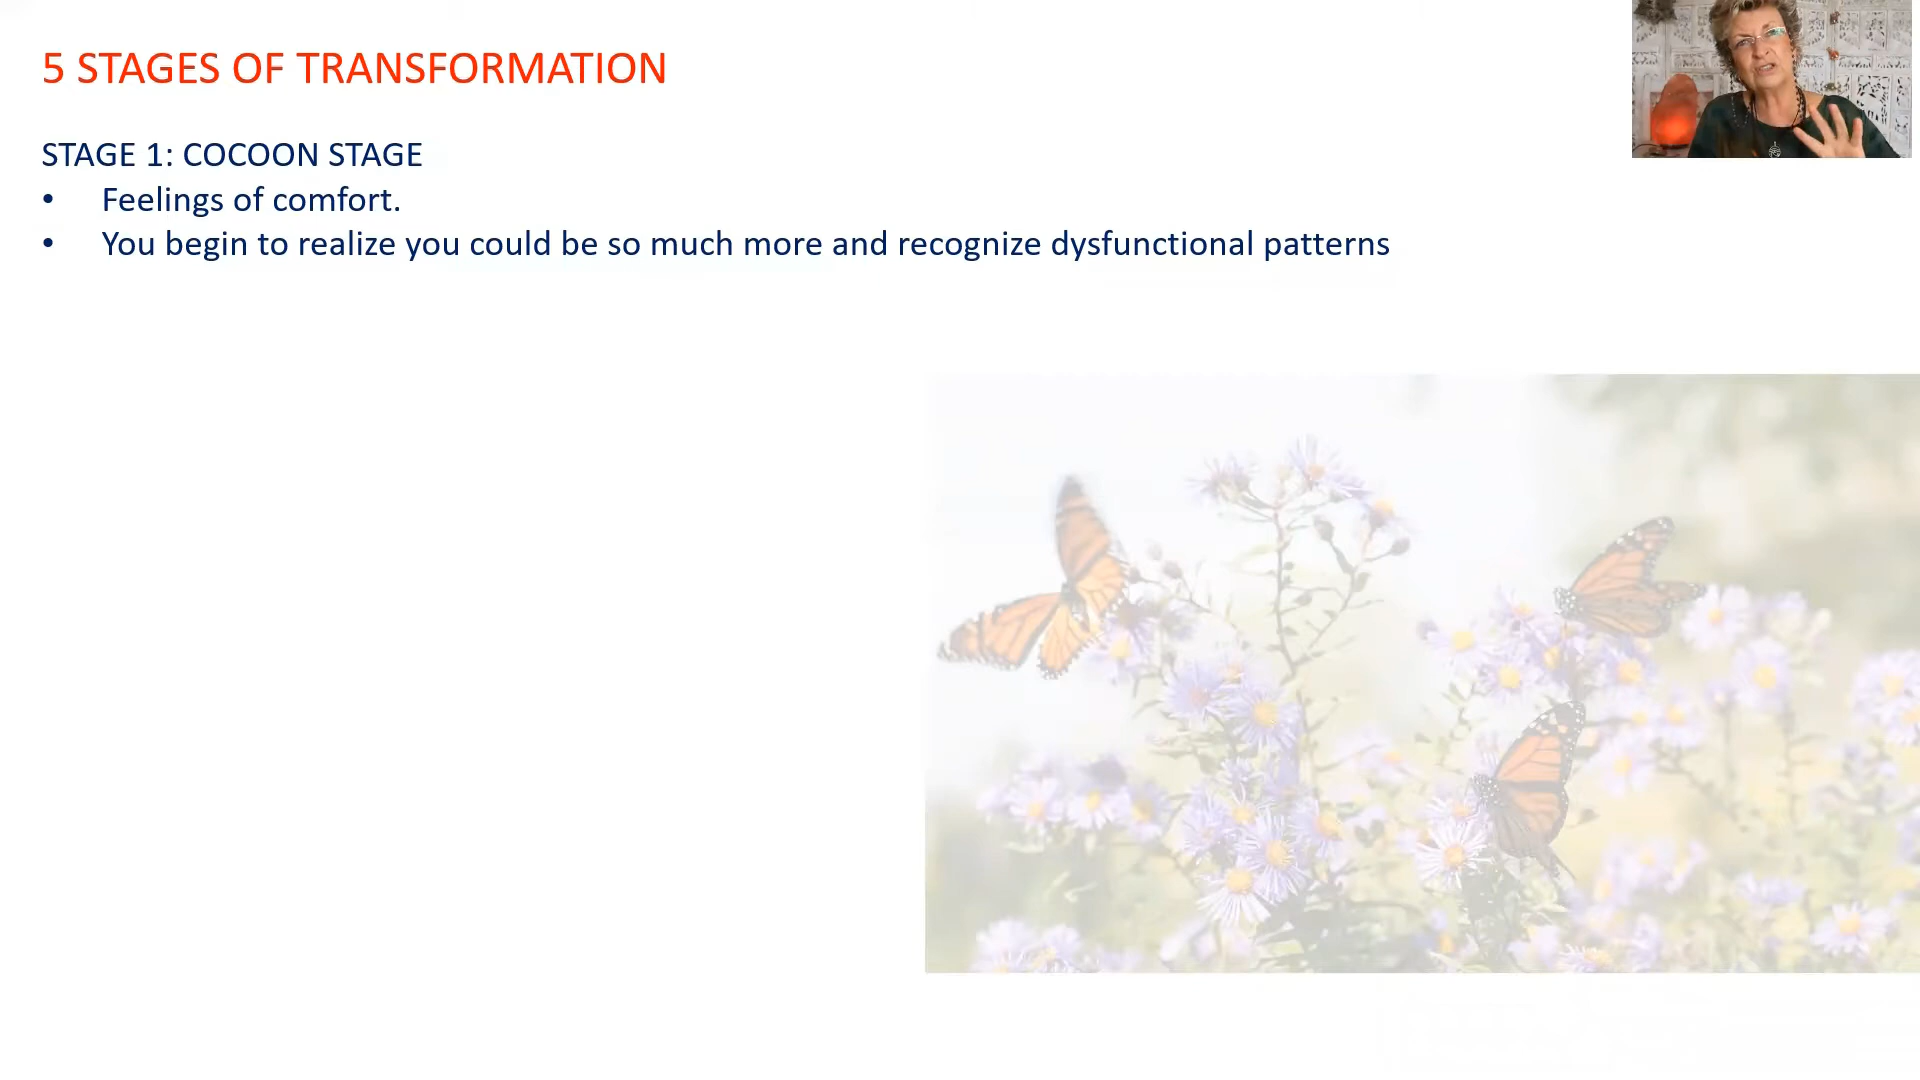 5 STAGES OF TRANSFORMATION
STAGE 1: COCOON STAGE
• Feelings of comfort.
• You begin to realize you could be so much more and recognize dysfunctional patterns